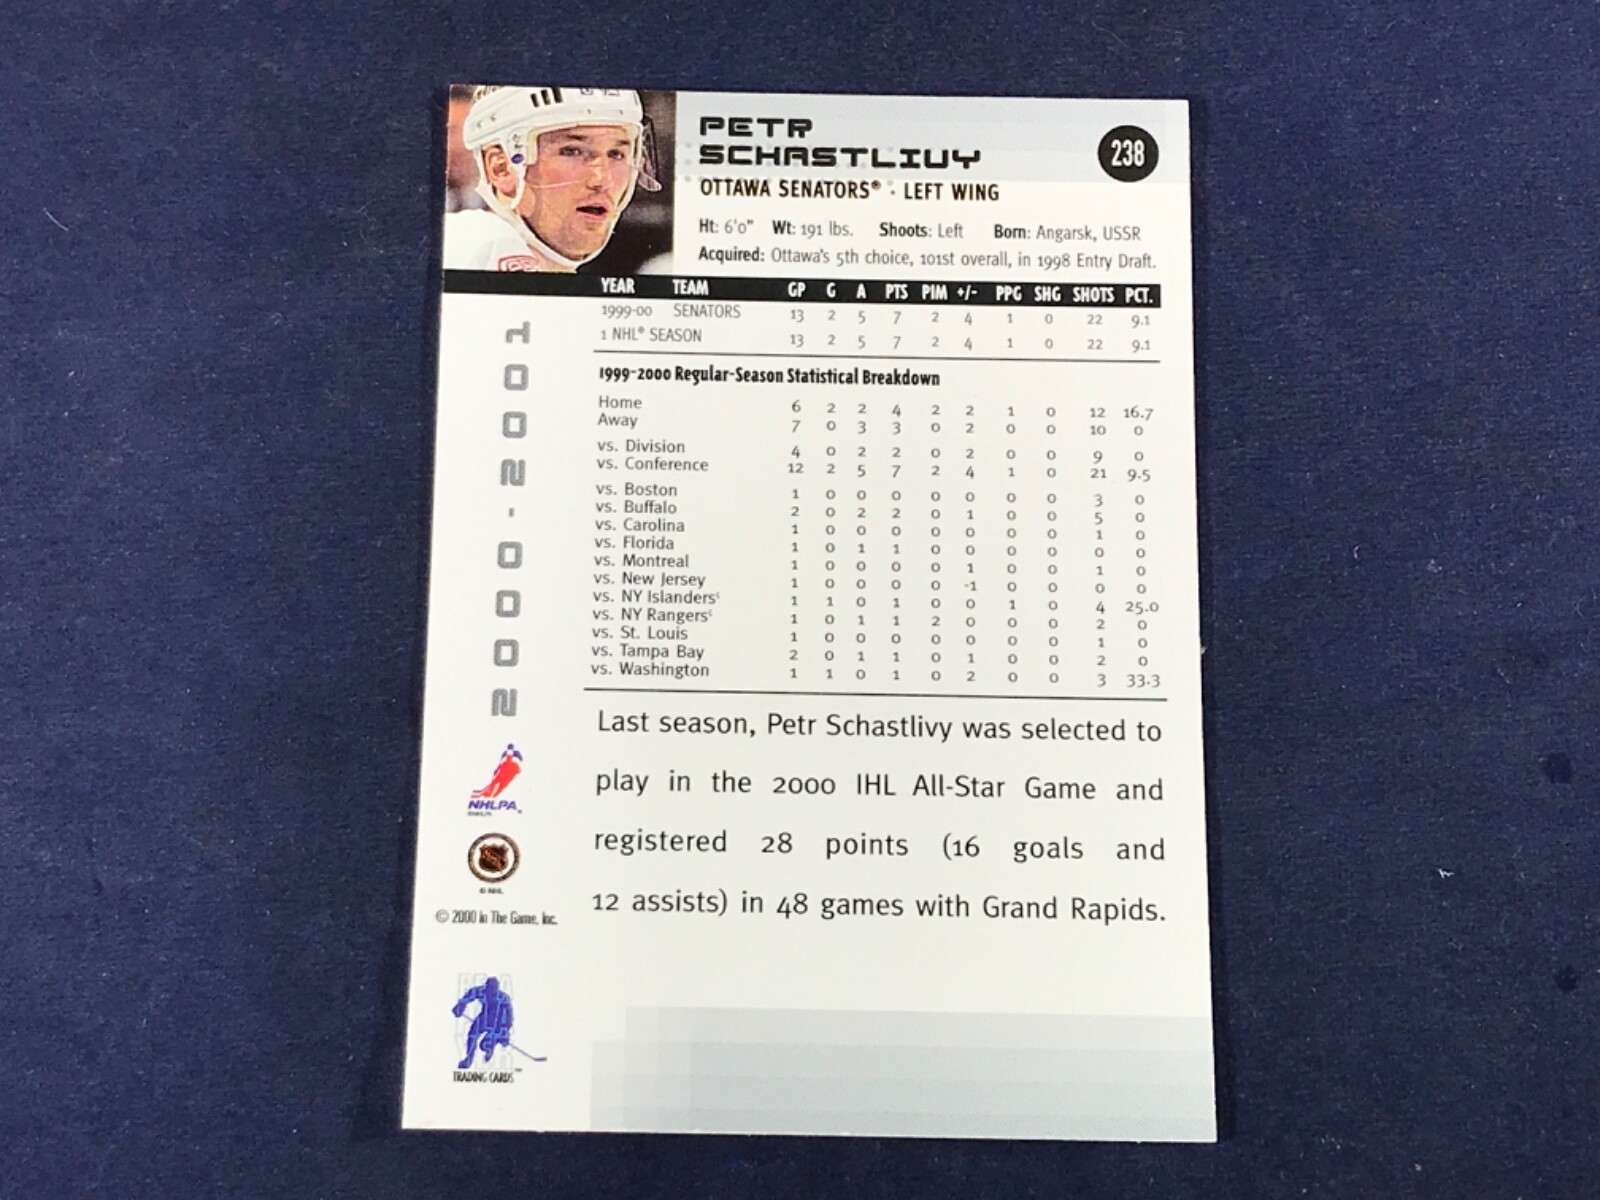 PETR
SCHASTLIVY
238
OTTAWA SENATORS® · LEFT WING
Ht: 6'0" Wt: 191 lbs. Shoots: Left Born: Angarsk, USSR
Acquired: Ottawa's 5th choice, 101st overall, in 1998 Entry Draft.
YEAR TEAM GP G A PTS PIM +/- PPG SHG SHOTS PCT.
1999-00 SENATORS 13 2 5 7 2 4 1 0 22 9.1
1 NHL® SEASON 13 2 5 7 2 4 1 0 22 9.1
1999-2000 Regular-Season Statistical Breakdown
Home 6 2 2 4 2 2 1 0 12 16.7
Away 7 0 3 3 0 2 0 0 10 0
vs. Division 4 0 2 2 0 2 0 0 9 0
vs. Conference 12 2 5 7 2 4 1 0 21 9.5
vs. Boston 1 0 0 0 0 0 0 0 3 0
vs. Buffalo 2 0 2 2 0 1 0 0 5 0
vs. Carolina 1 0 0 0 0 0 0 0 1 0
vs. Florida 1 0 1 1 0 0 0 0 0 0
vs. Montreal 1 0 0 0 0 1 0 0 1 0
vs. New Jersey 1 0 0 0 0 -1 0 0 0 0
vs. NY Islanders 1 1 0 1 0 0 1 0 4 25.0
vs. NY Rangers 1 0 1 1 2 0 0 0 2 0
vs. St. Louis 1 0 0 0 0 0 0 0 1 0
vs. Tampa Bay 2 0 1 1 0 1 0 0 2 0
vs. Washington 1 1 0 1 0 2 0 0 3 33.3
Last season, Petr Schastlivy was selected to
play in the 2000 IHL All-Star Game and
registered 28 points (16 goals and
12 assists) in 48 games with Grand Rapids.
2000-2001
NHLPA
© NHL
© 2000 In The Game, Inc.
TRADING CARDS™